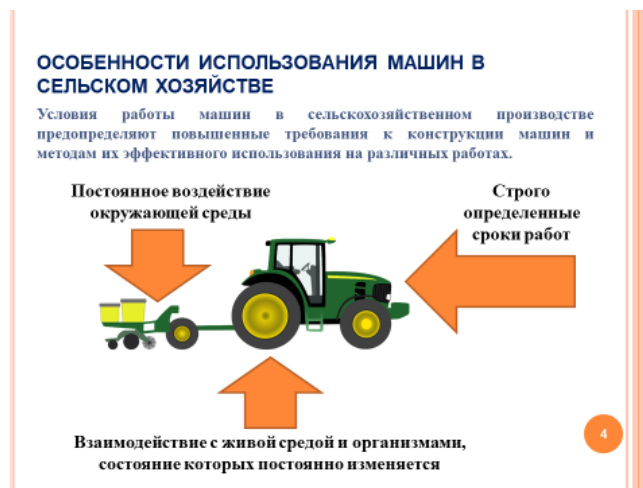 ОСОБЕННОСТИ ИСПОЛЬЗОВАНИЯ МАШИН В
СЕЛЬСКОМ ХОЗЯЙСТВЕ
Условия работы машин в сельскохозяйственном производстве
предопределяют повышенные требования к конструкции машин и
методам их эффективного использования на различных работах.
Постоянное воздействие
окружающей среды
Строго
определенные
сроки работ
Взаимодействие с живой средой и организмами,
состояние которых постоянно изменяется
4